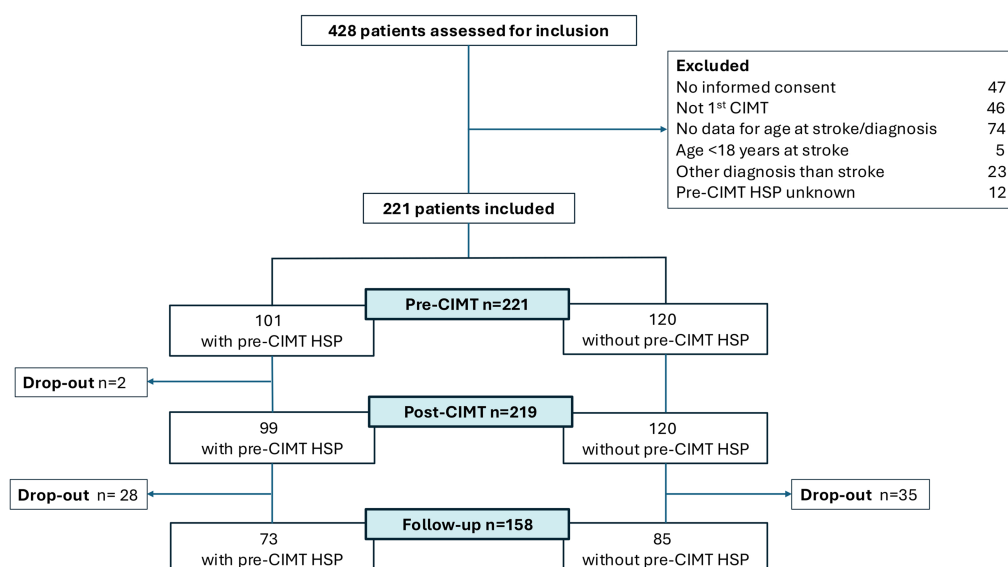 428 patients assessed for inclusion
Excluded
No informed consent 47
Not 1st CIMT 46
No data for age at stroke/diagnosis 74
Age <18 years at stroke 5
Other diagnosis than stroke 23
Pre-CIMT HSP unknown 12
221 patients included
Pre-CIMT n=221
101
with pre-CIMT HSP
120
without pre-CIMT HSP
Drop-out n=2
Post-CIMT n=219
99
with pre-CIMT HSP
120
without pre-CIMT HSP
Drop-out n= 28
Drop-out n=35
Follow-up n=158
73
with pre-CIMT HSP
85
without pre-CIMT HSP